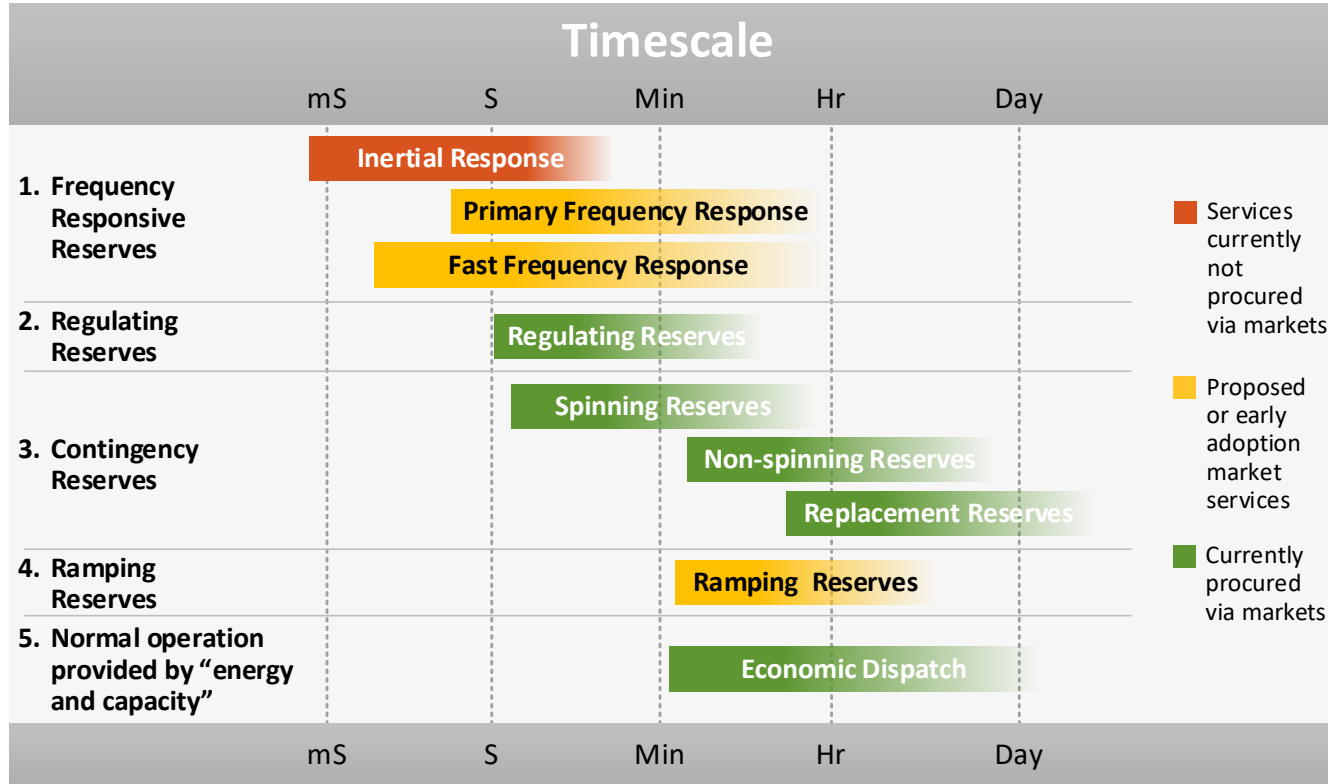 Timescale
mS S Min Hr Day
1. Frequency
Responsive
Reserves
Inertial Response
Primary Frequency Response
Fast Frequency Response
2. Regulating
Reserves
Regulating Reserves
3. Contingency
Reserves
Spinning Reserves
Non-spinning Reserves
Replacement Reserves
4. Ramping
Reserves
Ramping Reserves
5. Normal operation
provided by “energy
and capacity”
Economic Dispatch
Services
currently
not
procured
via markets
Proposed
or early
adoption
market
services
Currently
procured
via markets
mS S Min Hr Day